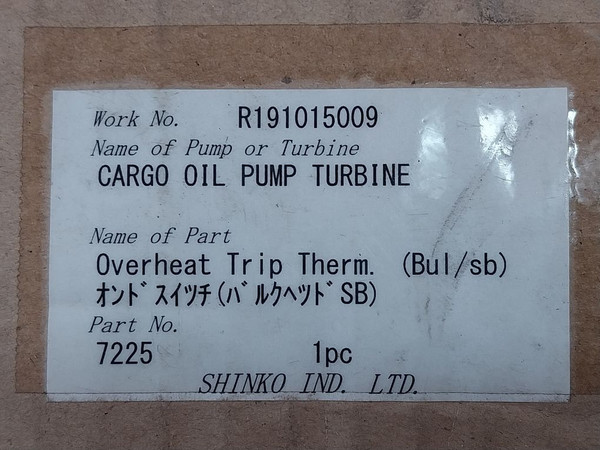 Work No. R191015009
Name of Pump or Turbine
CARGO OIL PUMP TURBINE
Name of Part
Overheat Trip Therm. (Bul/sb)
オンドスイツチ(バルクヘツドSB)
Part No.
7225 1pc
SHINKO IND. LTD.